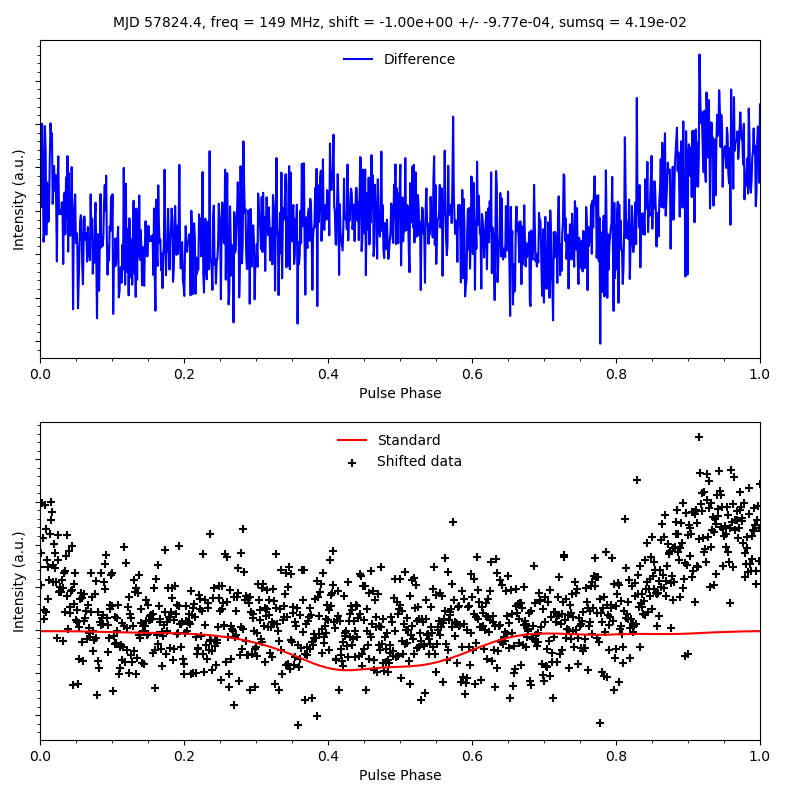 MJD 57824.4, freq = 149 MHz, shift = -1.00e+00 +/- -9.77e-04, sumsq = 4.19e-02
Difference
Intensity (a.u.)
0.0 0.2 0.4 0.6 0.8 1.0
Pulse Phase
Standard
Shifted data
Intensity (a.u.)
0.0 0.2 0.4 0.6 0.8 1.0
Pulse Phase